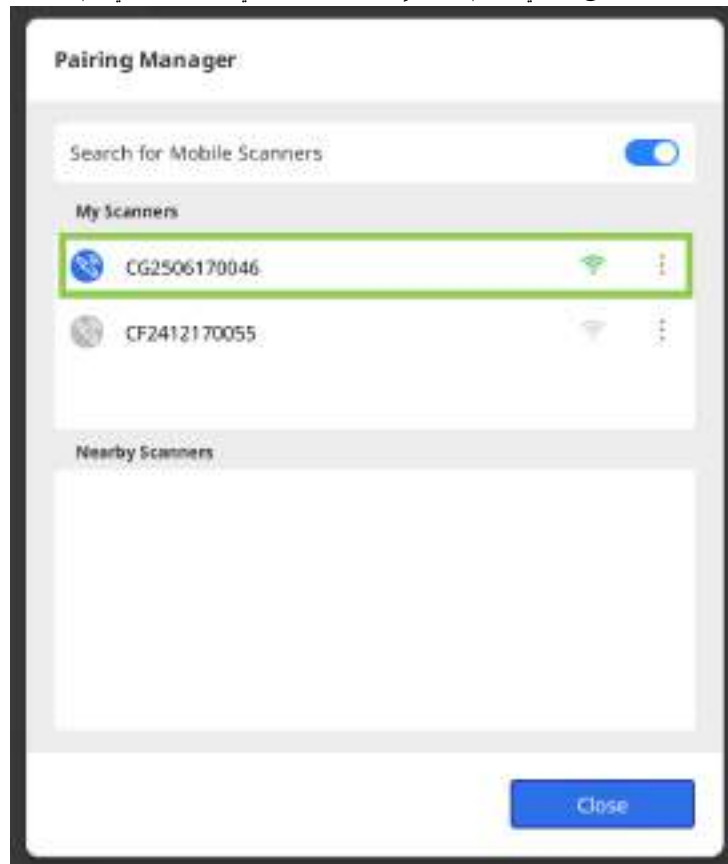 Pairing Manager
Search for Mobile Scanners
My Scanners
CG2506170046
CF2412170055
Nearby Scanners
Close